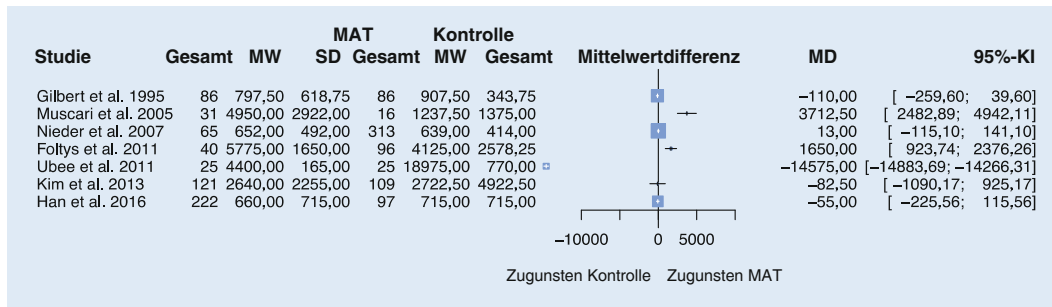 MAT Kontrolle
Studie Gesamt MW SD Gesamt MW Gesamt Mittelwertdifferenz MD 95%-KI
Gilbert et al. 1995 86 797,50 618,75 86 907,50 343,75 –110,00 [ –259,60; 39,60]
Muscari et al. 2005 31 4950,00 2922,00 16 1237,50 1375,00 3712,50 [ 2482,89; 4942,11]
Nieder et al. 2007 65 652,00 492,00 313 639,00 414,00 13,00 [ –115,10; 141,10]
Foltys et al. 2011 40 5775,00 1650,00 96 4125,00 2578,25 1650,00 [ 923,74; 2376,26]
Ubee et al. 2011 25 4400,00 165,00 25 18975,00 770,00 –14575,00 [–14883,69; –14266,31]
Kim et al. 2013 121 2640,00 2255,00 109 2722,50 4922,50 –82,50 [ –1090,17; 925,17]
Han et al. 2016 222 660,00 715,00 97 715,00 715,00 –55,00 [ –225,56; 115,56]
–10000 0 5000
Zugunsten Kontrolle Zugunsten MAT